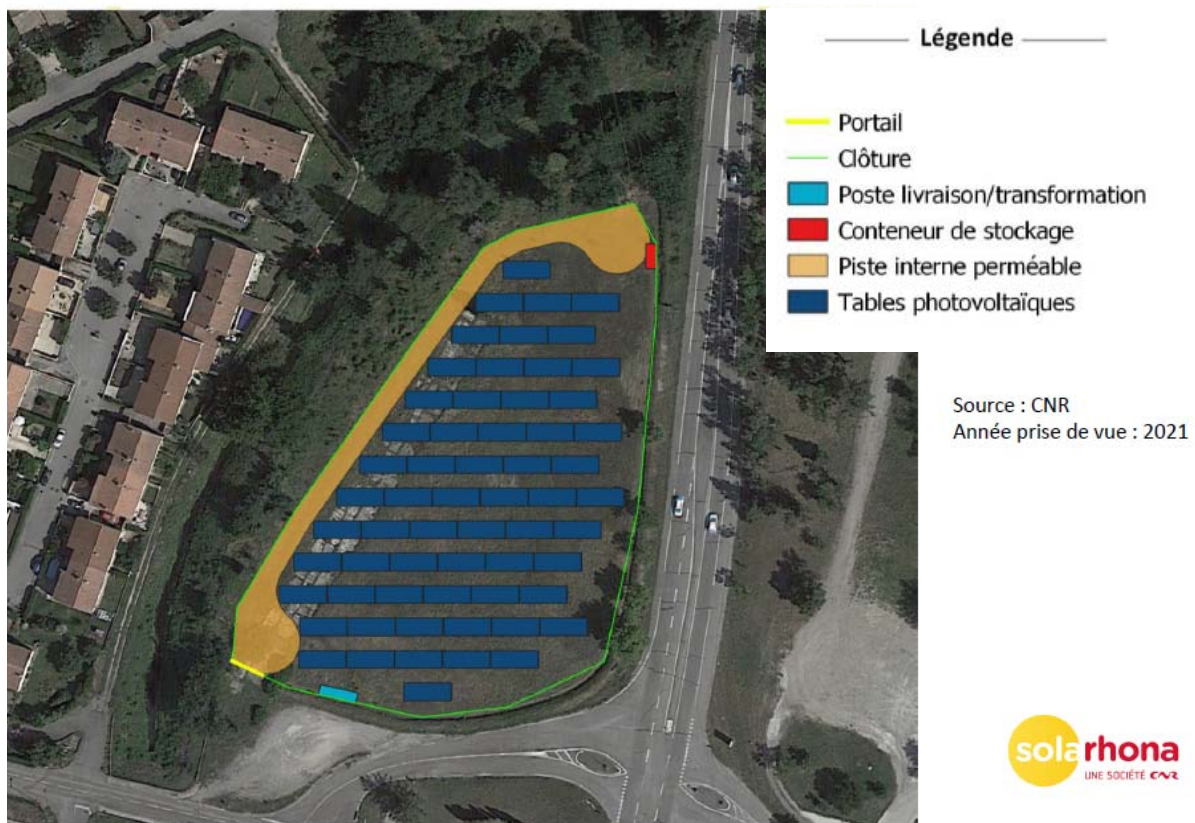 Légende
Portail
Clôture
Poste livraison/transformation
Conteneur de stockage
Piste interne perméable
Tables photovoltaïques
Source : CNR
Année prise de vue : 2021
solarhona
UNE SOCIÉTÉ CNR